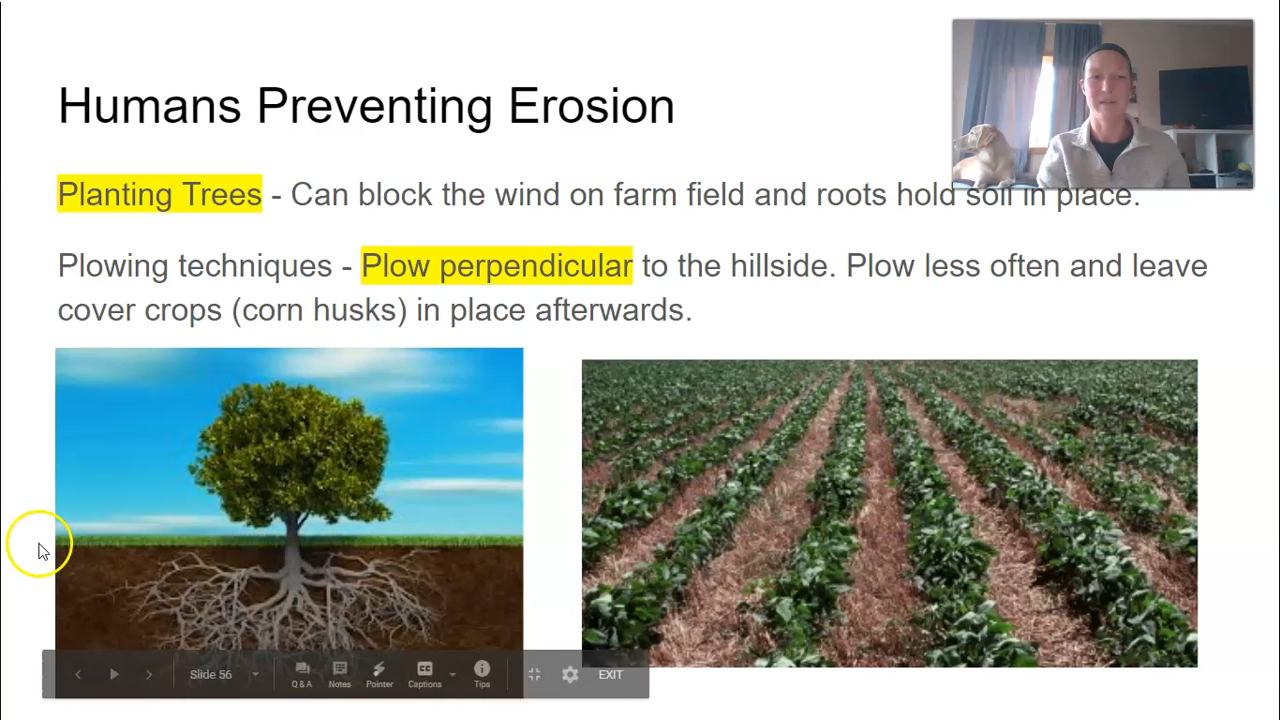 Humans Preventing Erosion
Planting Trees - Can block the wind on farm field and roots hold soil in place.
Plowing techniques - Plow perpendicular to the hillside. Plow less often and leave
cover crops (corn husks) in place afterwards.
Slide 56
Q & A
Notes
Pointer
Captions
CC
Tips
EXIT